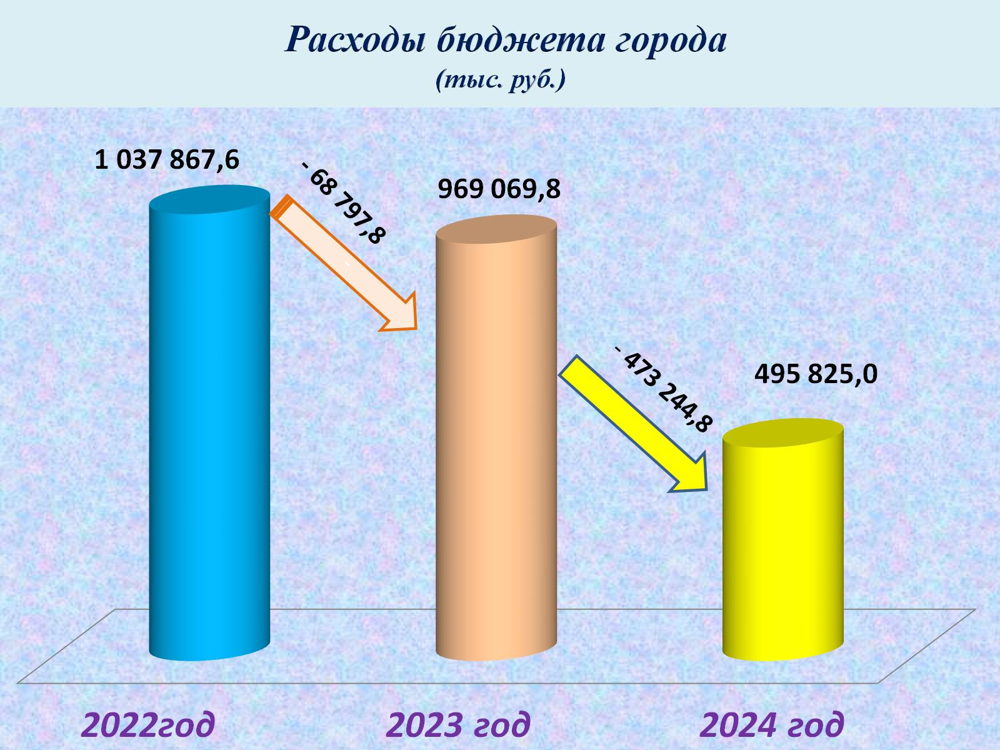 Расходы бюджета города
(тыс. руб.)
1 037 867,6
- 68 797,8
969 069,8
- 473 244,8
495 825,0
2022год
2023 год
2024 год